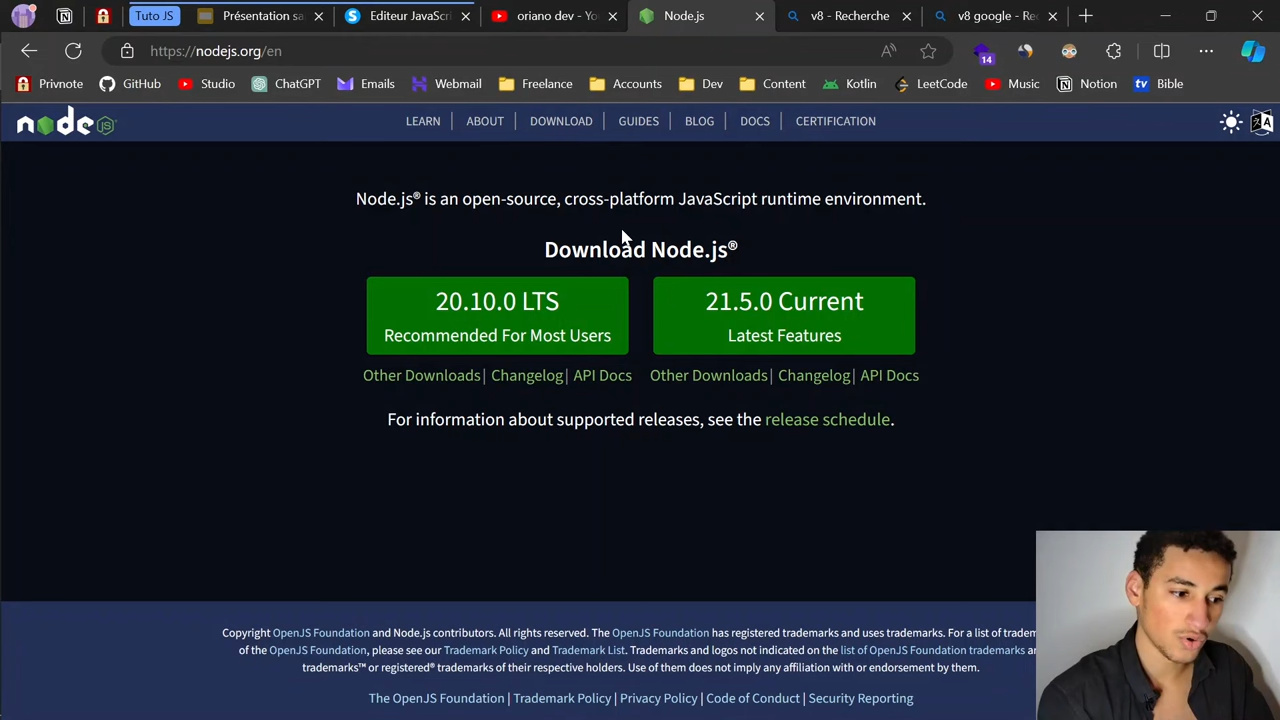 Tuto JS
Présentation sa
Editeur JavaScri
oriano dev - Yo
Node.js
v8 - Recherche
v8 google - Rec
https://nodejs.org/en
14
Privnote
GitHub
Studio
ChatGPT
Emails
Webmail
Freelance
Accounts
Dev
Content
Kotlin
LeetCode
Music
Notion
tv Bible
node JS
LEARN | ABOUT | DOWNLOAD | GUIDES | BLOG | DOCS | CERTIFICATION
Node.js® is an open-source, cross-platform JavaScript runtime environment.
Download Node.js®
20.10.0 LTS
Recommended For Most Users
21.5.0 Current
Latest Features
Other Downloads | Changelog | API Docs
Other Downloads | Changelog | API Docs
For information about supported releases, see the release schedule.
Copyright OpenJS Foundation and Node.js contributors. All rights reserved. The OpenJS Foundation has registered trademarks and uses trademarks. For a list of tradem
of the OpenJS Foundation, please see our Trademark Policy and Trademark List. Trademarks and logos not indicated on the list of OpenJS Foundation trademarks a
trademarks™ or registered® trademarks of their respective holders. Use of them does not imply any affiliation with or endorsement by them.
The OpenJS Foundation | Trademark Policy | Privacy Policy | Code of Conduct | Security Reporting